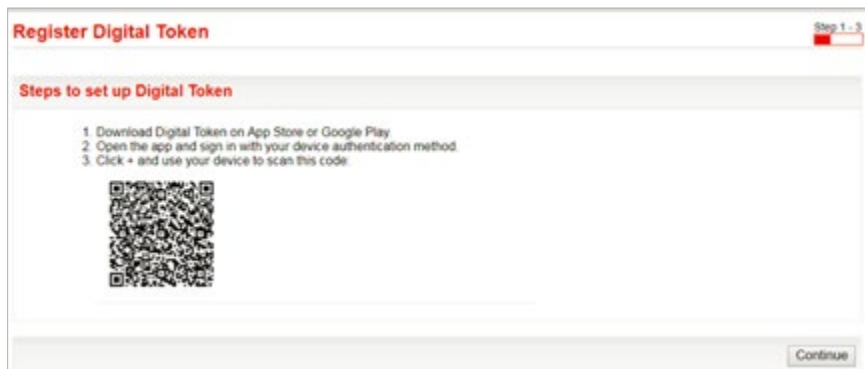 Register Digital Token
Step 1 - 3
Steps to set up Digital Token
1. Download Digital Token on App Store or Google Play
2. Open the app and sign in with your device authentication method.
3. Click + and use your device to scan this code:
Continue